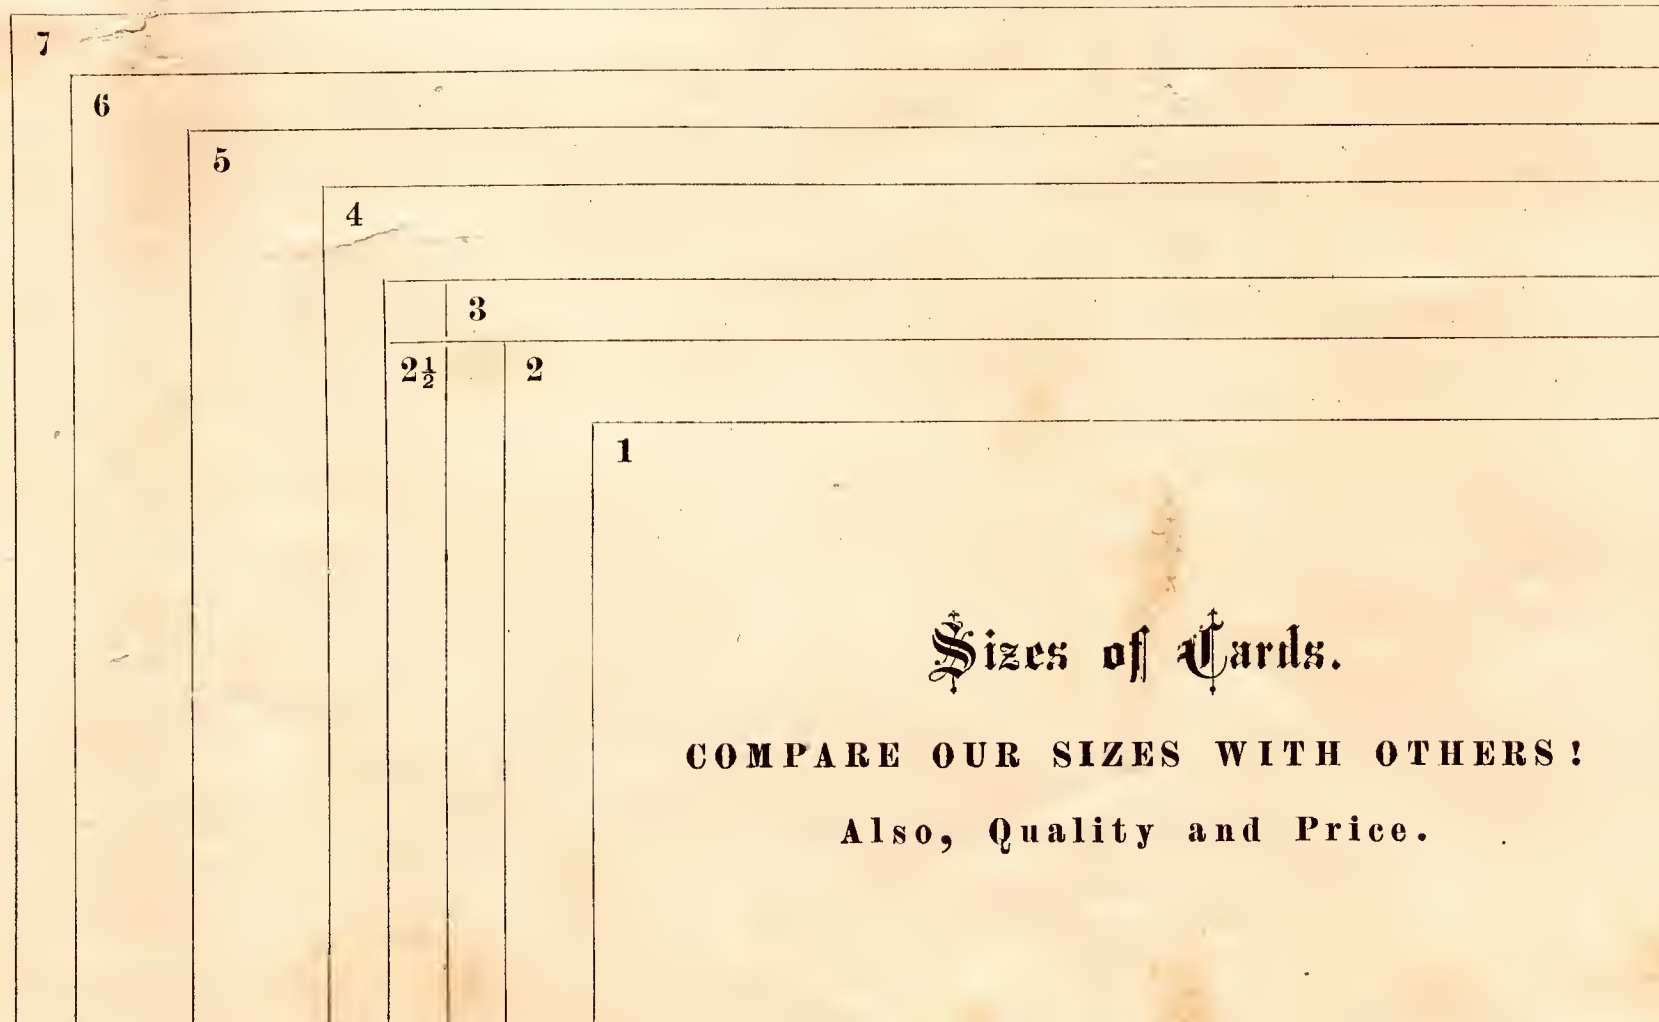 7
6
5
4
3
2½
2
1
Sizes of Cards.
COMPARE OUR SIZES WITH OTHERS!
Also, Quality and Price.